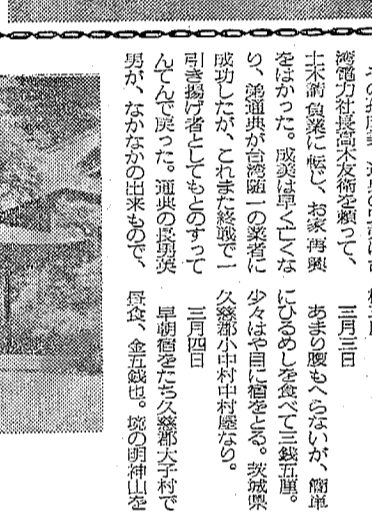 湾電力社長高木友衛を頼って、
土木請負業に転じ、お家再興
をはかった。成美は早く亡くな
り、弟通典が台湾随一の業者に
成功したが、これまた終戦で一
引き揚げ者としてもとのすって
んてんで戻った。通典の長男英
男が、なかなかの出来もので、
三月三日
あまり腹もへらないが、簡単
にひるめしを食べて三銭五厘。
少々はや目に宿をとる。茨城県
久慈郡小中村中村屋なり。
三月四日
早朝宿をたち久慈郡大子村で
昼食、金五銭也。境の明神山を